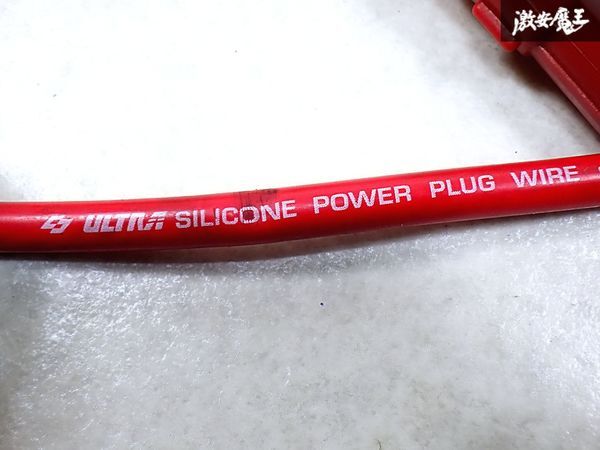 激安魔王
ULTRA SILICONE POWER PLUG WIRE